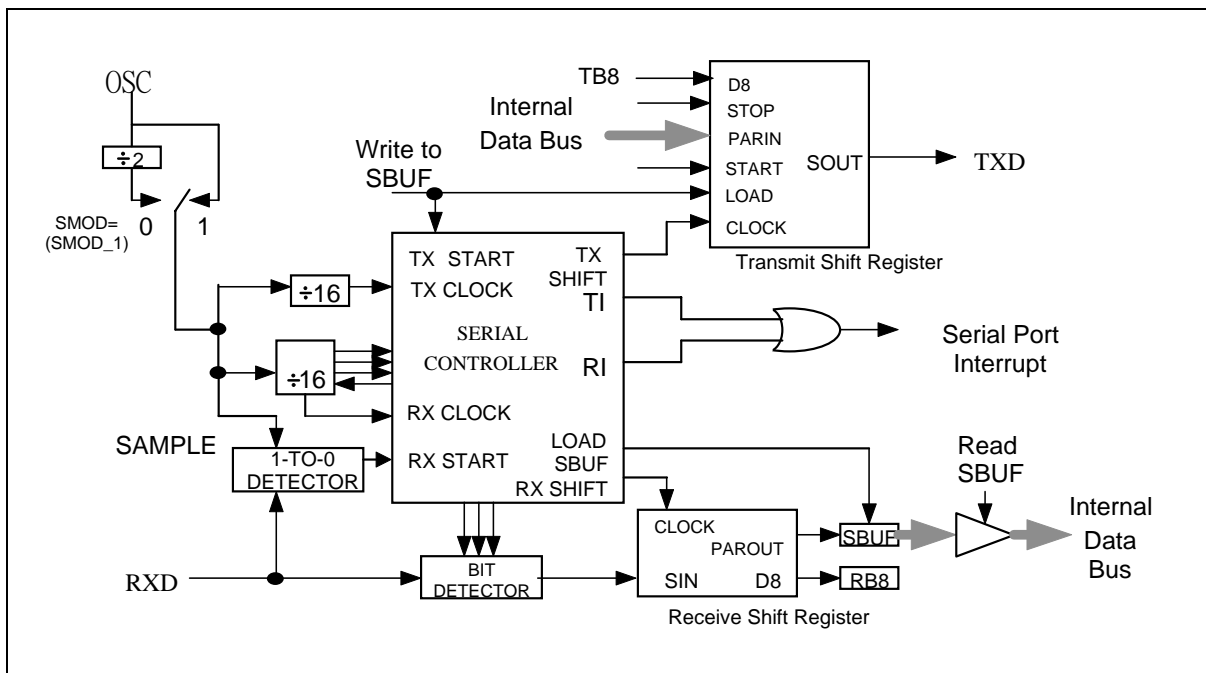 OSC
÷2
SMOD=
(SMOD_1)
0
1
TB8
Internal
Data Bus
Write to
SBUF
D8
STOP
PARIN
START
LOAD
CLOCK
SOUT
TXD
Transmit Shift Register
÷16
÷16
TX START
TX CLOCK
SERIAL
CONTROLLER
RX CLOCK
RX START
TX
SHIFT
TI
RI
LOAD
SBUF
RX SHIFT
Serial Port
Interrupt
SAMPLE
1-TO-0
DETECTOR
RXD
BIT
DETECTOR
CLOCK
PAROUT
SIN
D8
Receive Shift Register
SBUF
RB8
Read
SBUF
Internal
Data
Bus